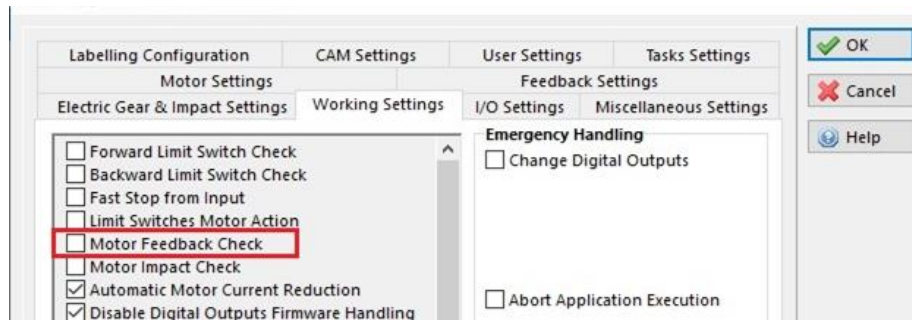 Labelling Configuration
CAM Settings
User Settings
Tasks Settings
Motor Settings
Feedback Settings
Electric Gear & Impact Settings
Working Settings
I/O Settings
Miscellaneous Settings
Forward Limit Switch Check
Backward Limit Switch Check
Fast Stop from Input
Limit Switches Motor Action
Motor Feedback Check
Motor Impact Check
Automatic Motor Current Reduction
Disable Digital Outputs Firmware Handling
Emergency Handling
Change Digital Outputs
Abort Application Execution
OK
Cancel
Help